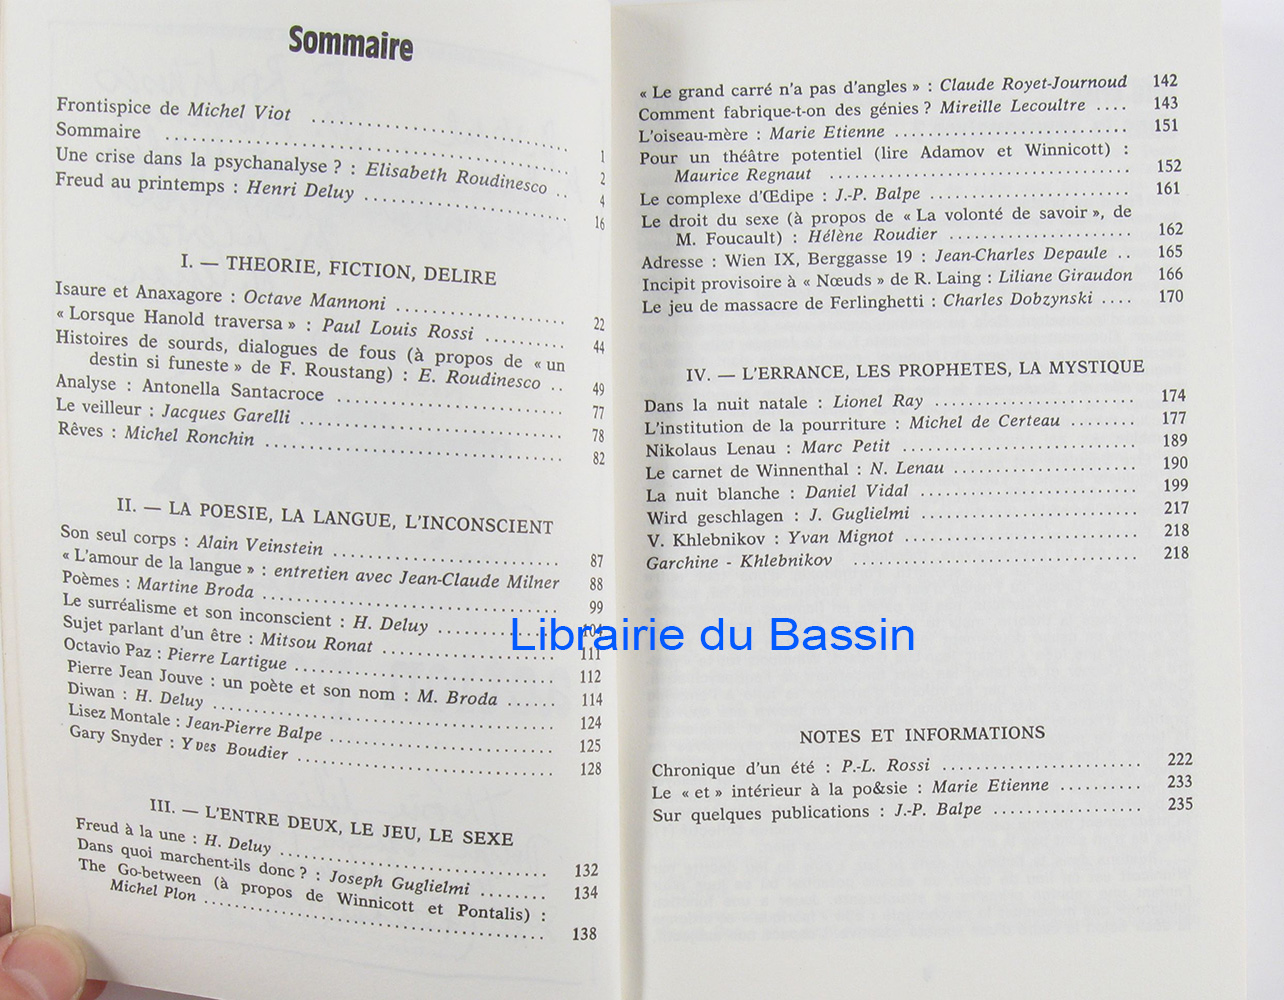 Sommaire
Frontispice de Michel Viot .................... 1
Sommaire .................... 2
Une crise dans la psychanalyse ? : Elisabeth Roudinesco .. 4
Freud au printemps : Henri Deluy .................... 16
I. — THEORIE, FICTION, DELIRE
Isaure et Anaxagore : Octave Mannoni .................... 22
« Lorsque Hanold traversa » : Paul Louis Rossi .......... 44
Histoires de sourds, dialogues de fous (à propos de « un
destin si funeste » de F. Roustang) : E. Roudinesco .. 49
Analyse : Antonella Santacroce .................... 77
Le veilleur : Jacques Garelli .................... 78
Rêves : Michel Ronchin .................... 82
II. — LA POESIE, LA LANGUE, L'INCONSCIENT
Son seul corps : Alain Veinstein .................... 87
« L'amour de la langue » : entretien avec Jean-Claude Milner 88
Poèmes : Martine Broda .................... 99
Le surréalisme et son inconscient : H. Deluy .......... 104
Sujet parlant d'un être : Mitsou Ronat .................... 111
Octavio Paz : Pierre Lartigue .................... 112
Pierre Jean Jouve : un poète et son nom : M. Broda ...... 114
Diwan : H. Deluy .................... 124
Lisez Montale : Jean-Pierre Balpe .................... 125
Gary Snyder : Yves Boudier .................... 128
III. — L'ENTRE DEUX, LE JEU, LE SEXE
Freud à la une : H. Deluy .................... 132
Dans quoi marchent-ils donc ? : Joseph Guglielmi ........ 134
The Go-between (à propos de Winnicott et Pontalis) :
Michel Plon .................... 138
« Le grand carré n'a pas d'angles » : Claude Royet-Journoud 142
Comment fabrique-t-on des génies ? Mireille Lecoultre .... 143
L'oiseau-mère : Marie Etienne .................... 151
Pour un théâtre potentiel (lire Adamov et Winnicott) :
Maurice Regnaut .................... 152
Le complexe d'Œdipe : J.-P. Balpe .................... 161
Le droit du sexe (à propos de « La volonté de savoir », de
M. Foucault) : Hélène Roudier .................... 162
Adresse : Wien IX, Berggasse 19 : Jean-Charles Depaule .. 165
Incipit provisoire à « Nœuds » de R. Laing : Liliane Giraudon 166
Le jeu de massacre de Ferlinghetti : Charles Dobzynski .... 170
IV. — L'ERRANCE, LES PROPHETES, LA MYSTIQUE
Dans la nuit natale : Lionel Ray .................... 174
L'institution de la pourriture : Michel de Certeau ........ 177
Nikolaus Lenau : Marc Petit .................... 189
Le carnet de Winnenthal : N. Lenau .................... 190
La nuit blanche : Daniel Vidal .................... 199
Wird geschlagen : J. Guglielmi .................... 217
V. Khlebnikov : Yvan Mignot .................... 218
Garchine - Khlebnikov .................... 218
NOTES ET INFORMATIONS
Chronique d'un été : P.-L. Rossi .................... 222
Le « et » intérieur à la po&sie : Marie Etienne .......... 233
Sur quelques publications : J.-P. Balpe .................... 235
Librairie du Bassin